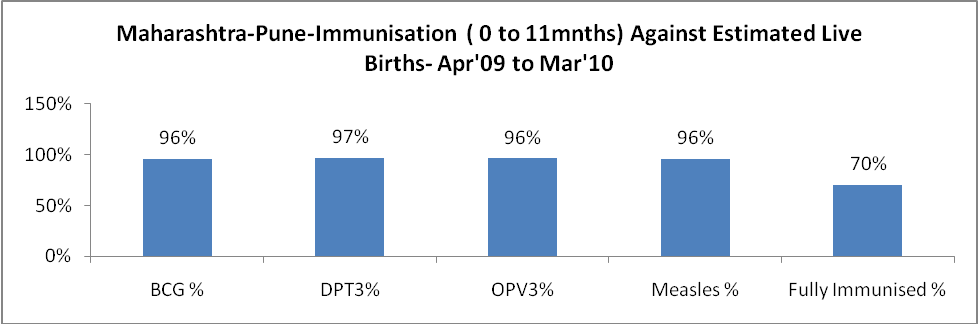 Maharashtra-Pune-Immunisation ( 0 to 11mnths) Against Estimated Live
Births- Apr'09 to Mar'10
150%
100%
50%
0%
96%
97%
96%
96%
70%
BCG %
DPT3%
OPV3%
Measles %
Fully Immunised %